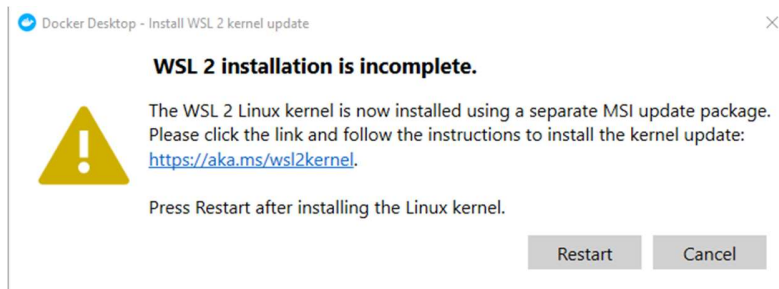 Docker Desktop - Install WSL 2 kernel update
WSL 2 installation is incomplete.
The WSL 2 Linux kernel is now installed using a separate MSI update package.
Please click the link and follow the instructions to install the kernel update:
https://aka.ms/wsl2kernel.
Press Restart after installing the Linux kernel.
Restart Cancel